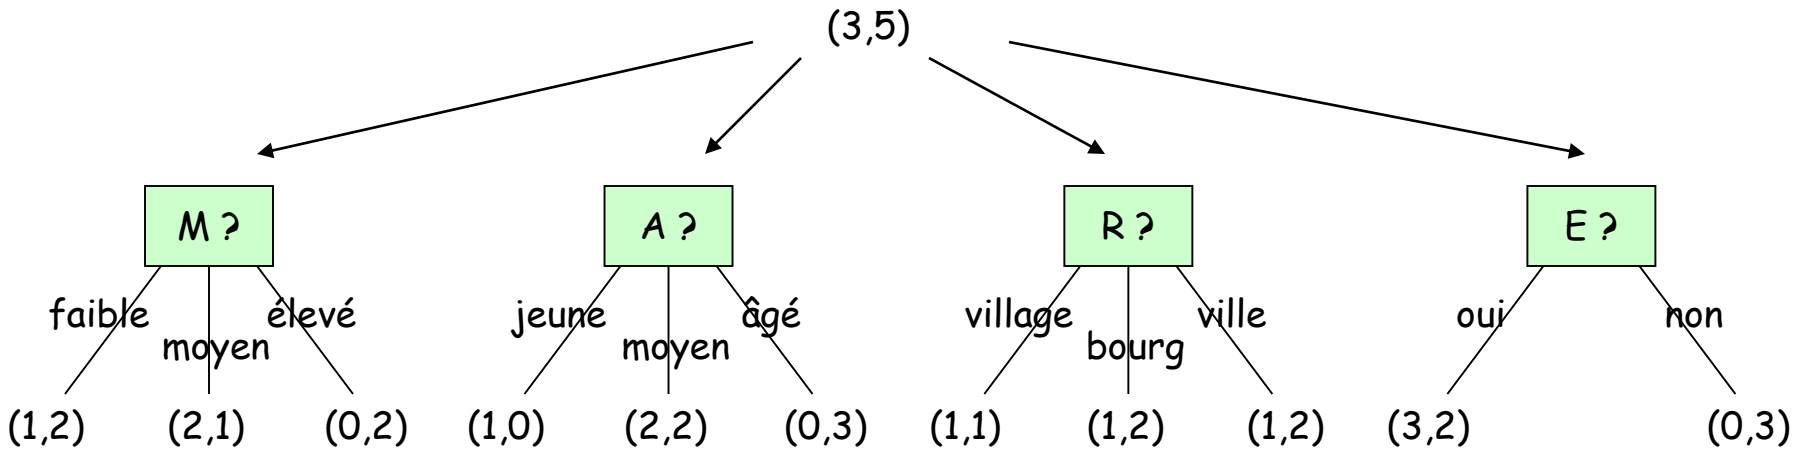 (3,5)
M ? A ? R ? E ?
faible élevé jeune âgé village ville oui non
moyen moyen bourg
(1,2) (2,1) (0,2) (1,0) (2,2) (0,3) (1,1) (1,2) (1,2) (3,2) (0,3)